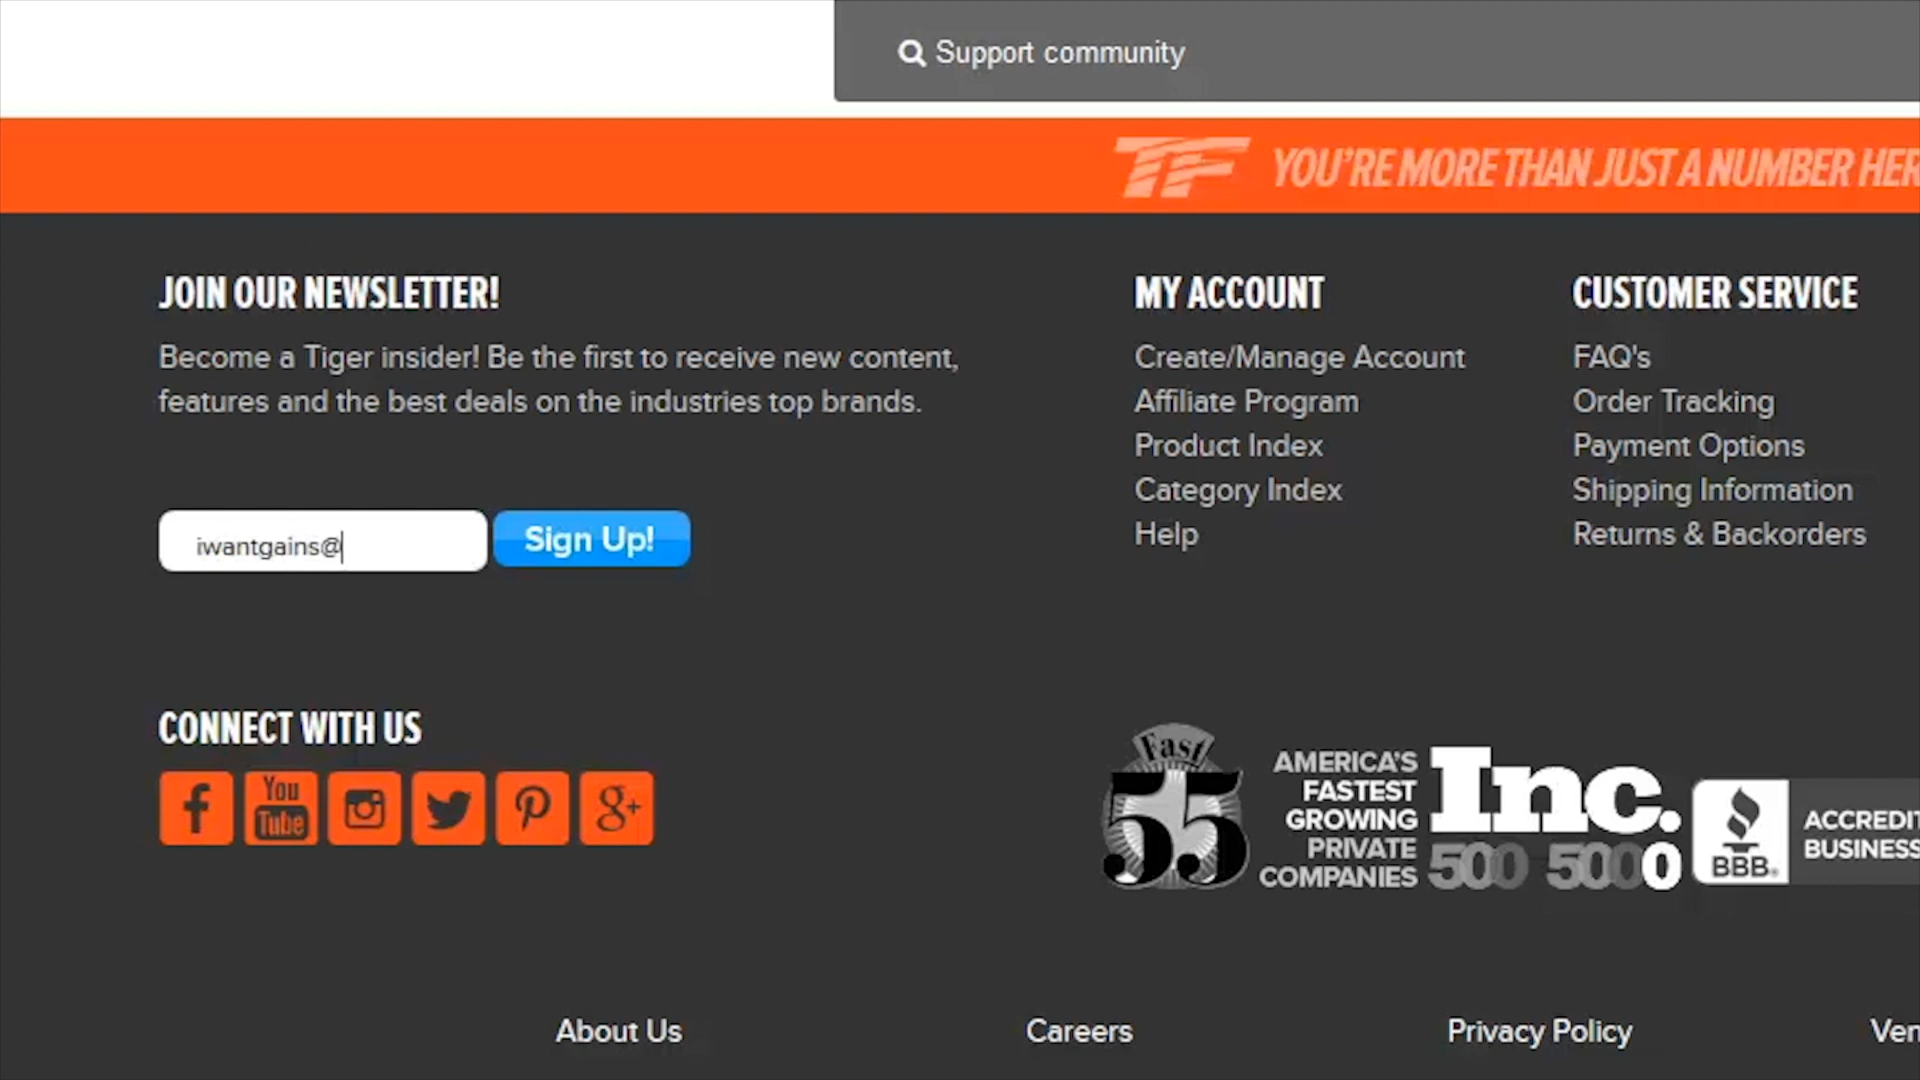 Support community
TF YOU'RE MORE THAN JUST A NUMBER HER
JOIN OUR NEWSLETTER!
Become a Tiger insider! Be the first to receive new content,
features and the best deals on the industries top brands.
iwantgains@
Sign Up!
MY ACCOUNT
Create/Manage Account
Affiliate Program
Product Index
Category Index
Help
CUSTOMER SERVICE
FAQ's
Order Tracking
Payment Options
Shipping Information
Returns & Backorders
CONNECT WITH US
f
You
Tube
g+
Fast
55
AMERICA'S
FASTEST
GROWING
PRIVATE
COMPANIES
Inc.
500 5000
BBB.
ACCREDIT
BUSINESS
About Us
Careers
Privacy Policy
Ven